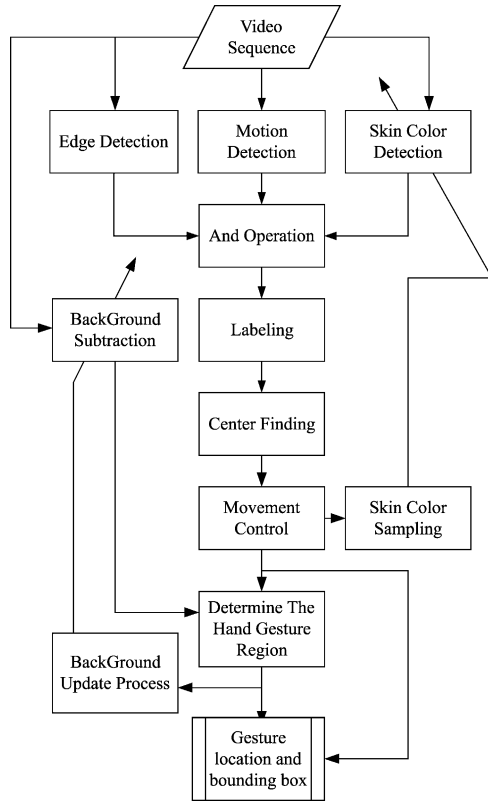 Video
Sequence
Edge Detection
Motion
Detection
Skin Color
Detection
And Operation
BackGround
Subtraction
Labeling
Center Finding
Movement
Control
Skin Color
Sampling
Determine The
Hand Gesture
Region
BackGround
Update Process
Gesture
location and
bounding box